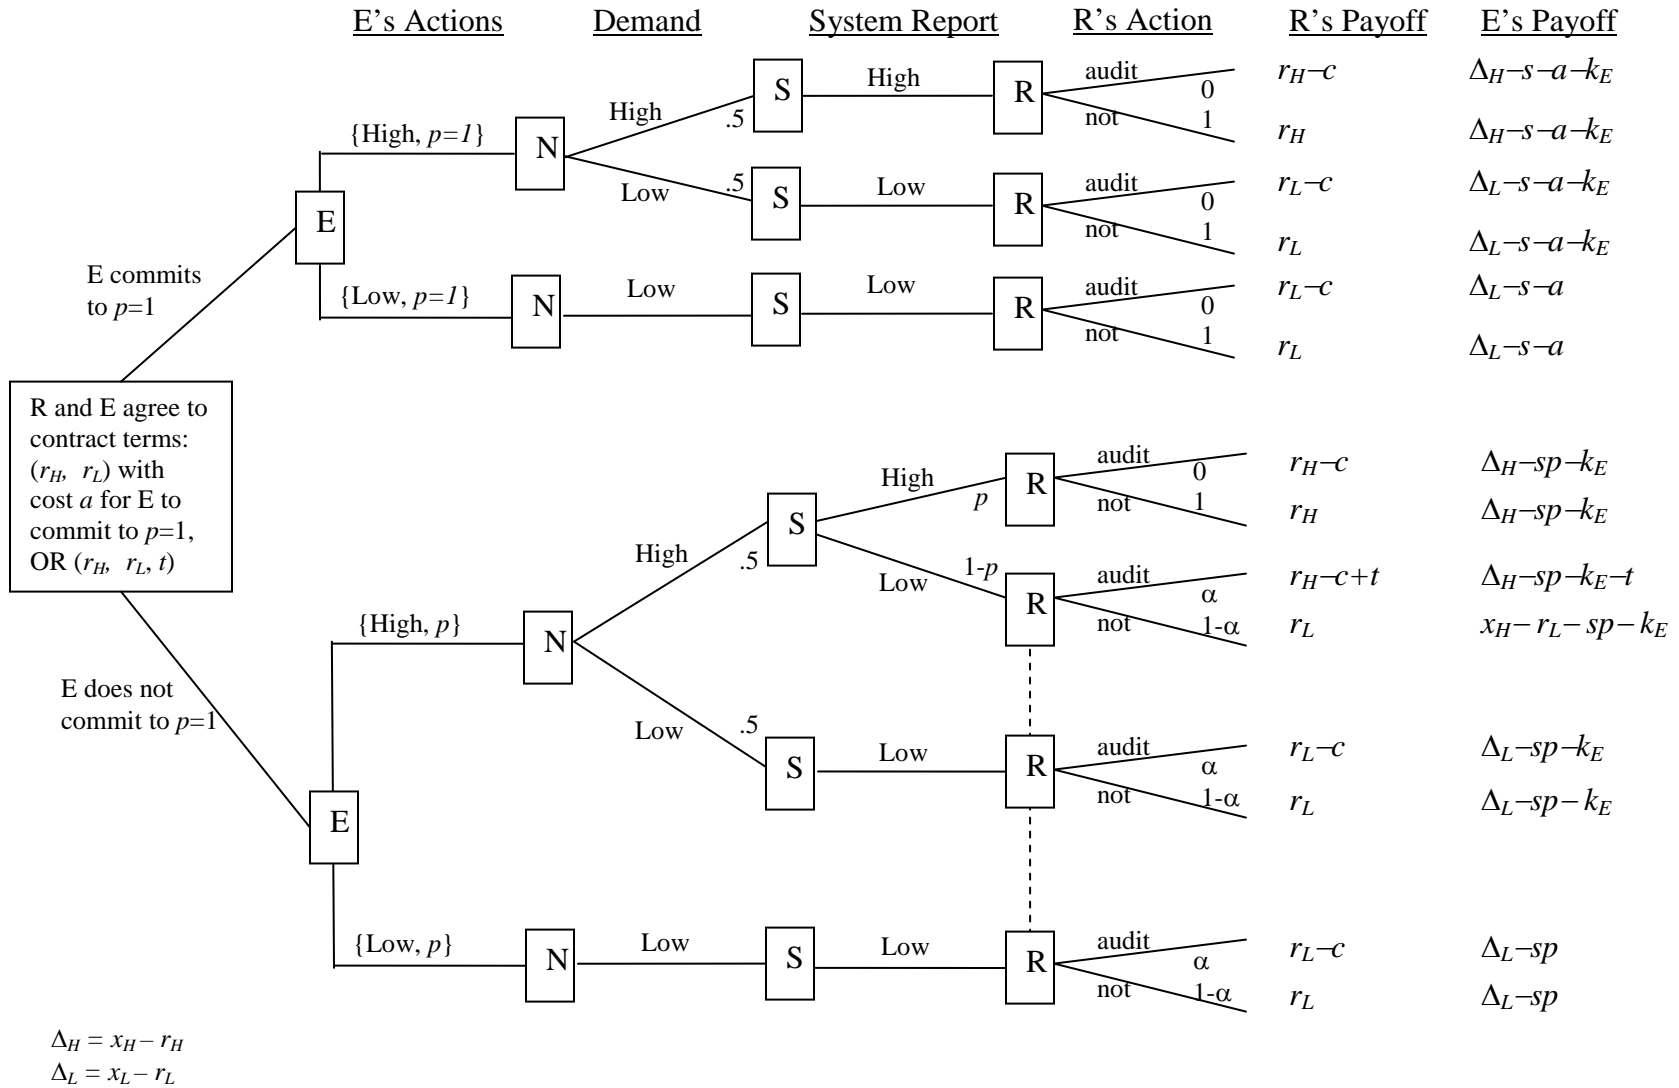 E's Actions Demand System Report R's Action R's Payoff E's Payoff
High audit r_H−c Δ_H−s−a−k_E
S R 0
High .5 not 1 r_H Δ_H−s−a−k_E
{High, p=1} N
Low .5 S Low R audit r_L−c Δ_L−s−a−k_E
0
E not 1 r_L Δ_L−s−a−k_E
E commits
to p=1
{Low, p=1} N Low S Low R audit r_L−c Δ_L−s−a
0
not 1 r_L Δ_L−s−a
R and E agree to
contract terms:
(r_H, r_L) with
cost a for E to
commit to p=1,
OR (r_H, r_L, t)
High p R audit r_H−c Δ_H−sp−k_E
0
not 1 r_H Δ_H−sp−k_E
High .5 S
Low 1-p R audit r_H−c+t Δ_H−sp−k_E−t
α
not 1-α r_L x_H−r_L−sp−k_E
{High, p} N
E does not
commit to p=1
Low .5 S Low R audit r_L−c Δ_L−sp−k_E
α
not 1-α r_L Δ_L−sp−k_E
E
{Low, p} N Low S Low R audit r_L−c Δ_L−sp
α
not 1-α r_L Δ_L−sp
Δ_H = x_H − r_H
Δ_L = x_L − r_L